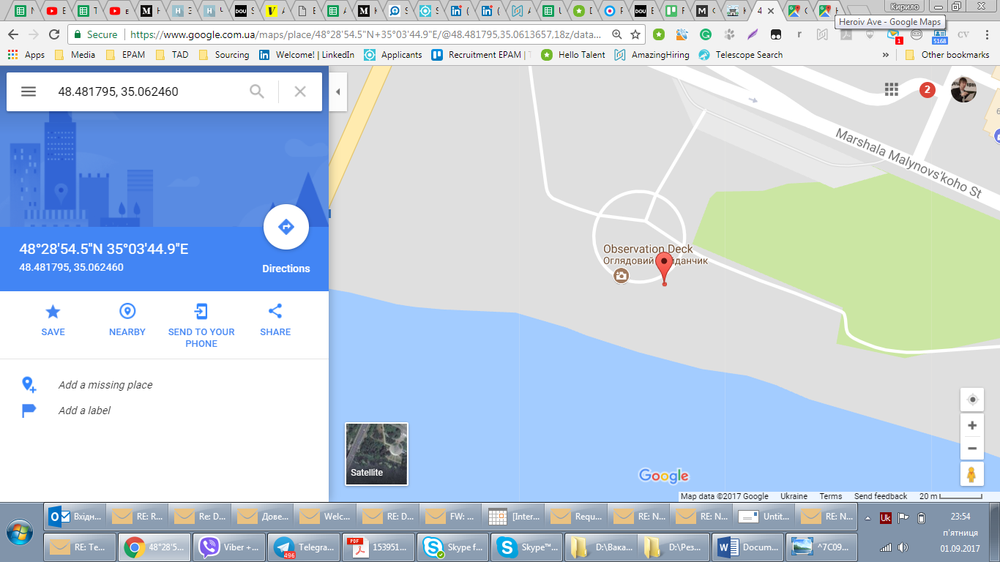 Кирило
Secure
https://www.google.com.ua/maps/place/48°28'54.5"N+35°03'44.9"E/@48.481795,35.0613657,18z/data...
Heroiv Ave - Google Maps
1
5168
CV
Apps
Media
EPAM
TAD
Sourcing
Welcome! | LinkedIn
Applicants
Recruitment EPAM |
Hello Talent
AmazingHiring
Telescope Search
»
Other bookmarks
48.481795, 35.062460
2
Marshala Malynovs'koho St
48°28'54.5"N 35°03'44.9"E
48.481795, 35.062460
Directions
Observation Deck
Оглядовий
SAVE
NEARBY
SEND TO YOUR
PHONE
SHARE
Add a missing place
Add a label
Satellite
Google
Map data ©2017 Google
Ukraine
Terms
Send feedback
20 m
Вхідн...
RE: R...
Re: D...
Дове...
Welc...
RE: D...
FW: ...
[Inter...
Requ...
RE: N...
RE: N...
Untit...
RE: N...
Uk
23:54
RE: Te...
48°28'5...
Viber +...
Telegra...
496
PDF
153951...
Skype f...
Skype™...
D:\Вака...
D:\Рез...
Docum...
^7C09...
п'ятниця
01.09.2017